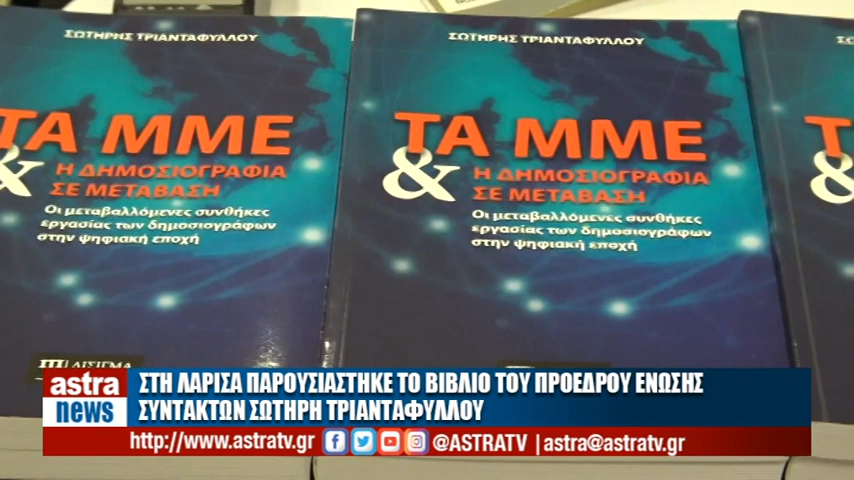 ΣΩΤΗΡΗΣ ΤΡΙΑΝΤΑΦΥΛΛΟΥ
ΤΑ ΜΜΕ
& Η ΔΗΜΟΣΙΟΓΡΑΦΙΑ
ΣΕ ΜΕΤΑΒΑΣΗ
Οι μεταβαλλόμενες συνθήκες
εργασίας των δημοσιογράφων
στην ψηφιακή εποχή
ΔΙΣΙΓΜΑ
ΣΩΤΗΡΗΣ ΤΡΙΑΝΤΑΦΥΛΛΟΥ
ΤΑ ΜΜΕ
& Η ΔΗΜΟΣΙΟΓΡΑΦΙΑ
ΣΕ ΜΕΤΑΒΑΣΗ
Οι μεταβαλλόμενες συνθήκες
εργασίας των δημοσιογράφων
στην ψηφιακή εποχή
&
astra
news
ΣΤΗ ΛΑΡΙΣΑ ΠΑΡΟΥΣΙΑΣΤΗΚΕ ΤΟ ΒΙΒΛΙΟ ΤΟΥ ΠΡΟΕΔΡΟΥ ΕΝΩΣΗΣ
ΣΥΝΤΑΚΤΩΝ ΣΩΤΗΡΗ ΤΡΙΑΝΤΑΦΥΛΛΟΥ
http://www.astratv.gr @ASTRATV | astra@astratv.gr